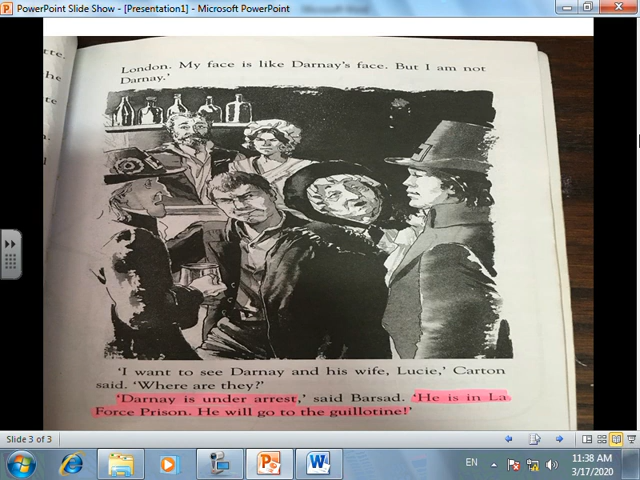 PowerPoint Slide Show - [Presentation1] - Microsoft PowerPoint
London. My face is like Darnay's face. But I am not
Darnay.'
'I want to see Darnay and his wife, Lucie,' Carton
said. 'Where are they?'
'Darnay is under arrest,' said Barsad. 'He is in La
Force Prison. He will go to the guillotine!'
Slide 3 of 3
EN
11:38 AM
3/17/2020